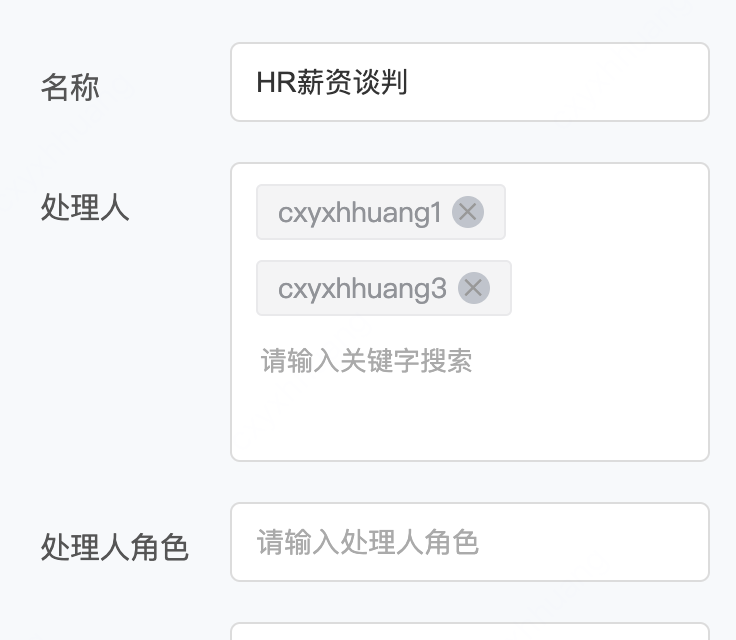 名称
HR薪资谈判
处理人
cxyxhhuang1
cxyxhhuang3
请输入关键字搜索
处理人角色
请输入处理人角色